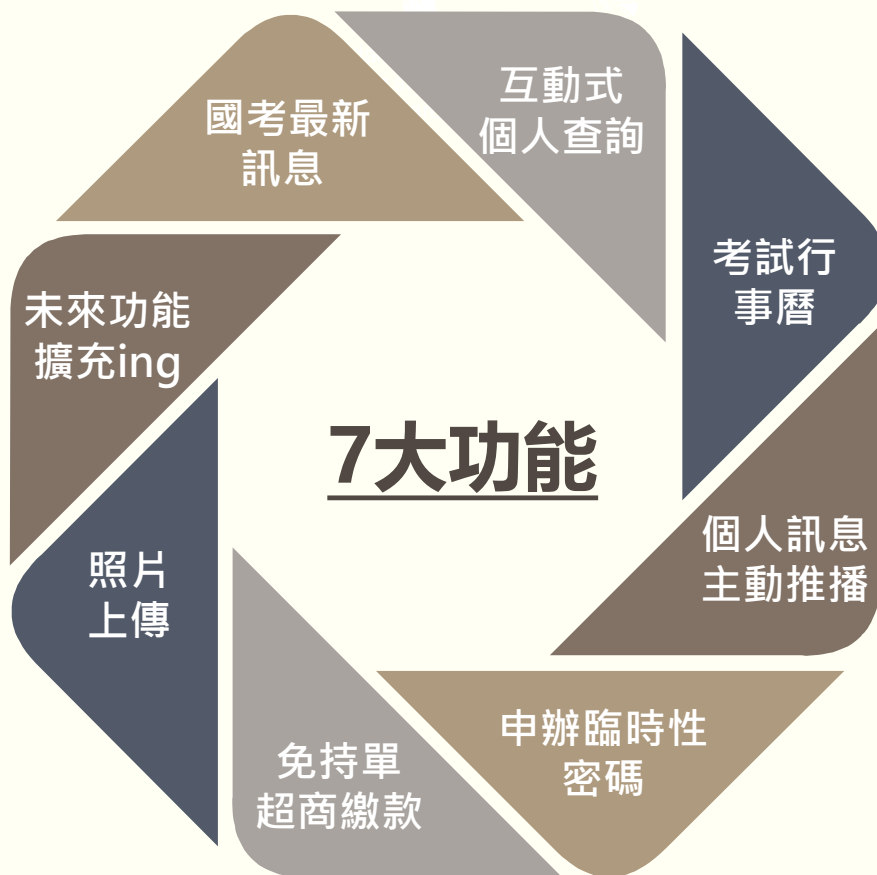 國考最新
訊息
互動式
個人查詢
考試行
事曆
個人訊息
主動推播
申辦臨時性
密碼
免持單
超商繳款
照片
上傳
未來功能
擴充ing
7大功能